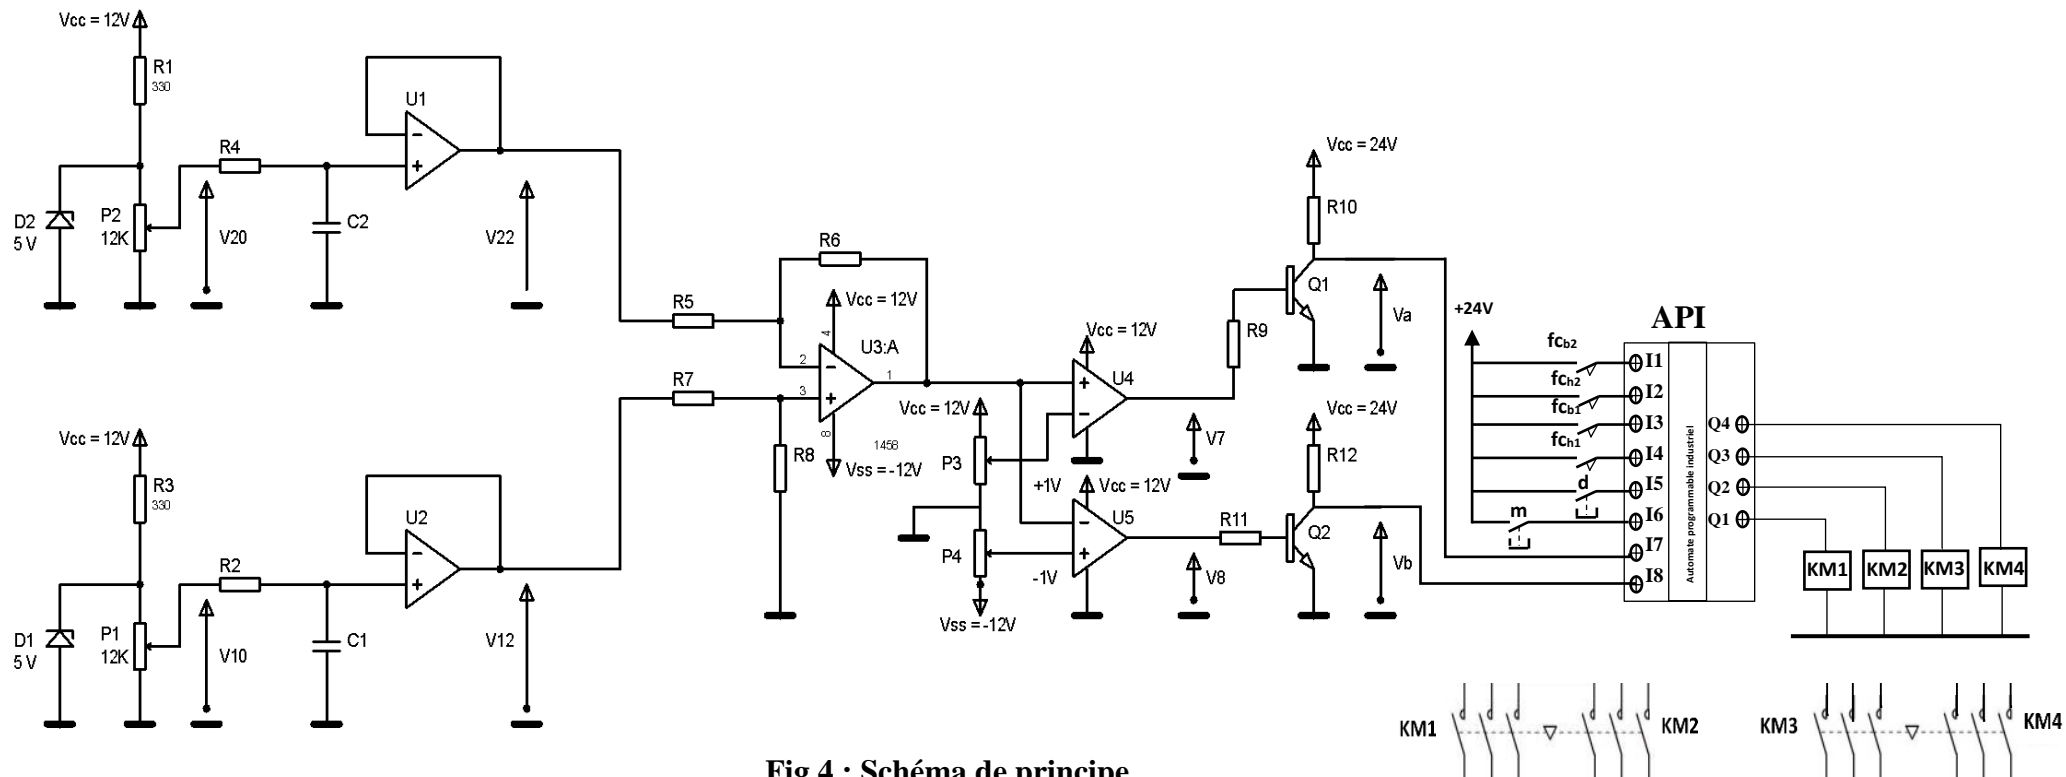 Vcc = 12V
R1
330
D2
5 V
P2
12K
R4
V20
C2
U1
V22
Vcc = 12V
R3
330
D1
5 V
P1
12K
R2
V10
C1
U2
V12
R5
R6
R7
R8
Vcc = 12V
4
U3:A
2
1
3
8
1458
Vss = -12V
Vcc = 12V
P3
+1V
P4
-1V
Vss = -12V
Vcc = 12V
U4
V7
Vcc = 12V
U5
R11
V8
Vcc = 24V
R10
Q1
R9
Va
Vcc = 24V
R12
Q2
Vb
+24V
API
fcb2
I1
fch2
I2
fcb1
I3
fch1
I4
d
I5
m
I6
I7
I8
Automate programmable industriel
Q4
Q3
Q2
Q1
KM1
KM2
KM3
KM4
KM1
KM2
KM3
KM4
Fig 4 : Schéma de principe